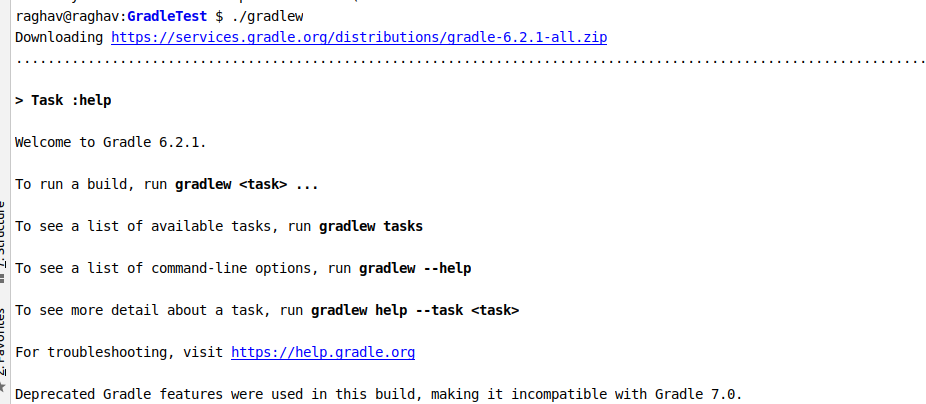 raghav@raghav:GradleTest $ ./gradlew
Downloading https://services.gradle.org/distributions/gradle-6.2.1-all.zip
..................................................................................................................
> Task :help
Welcome to Gradle 6.2.1.
To run a build, run gradlew <task> ...
To see a list of available tasks, run gradlew tasks
To see a list of command-line options, run gradlew --help
To see more detail about a task, run gradlew help --task <task>
For troubleshooting, visit https://help.gradle.org
Deprecated Gradle features were used in this build, making it incompatible with Gradle 7.0.
Structure
2: Favorites